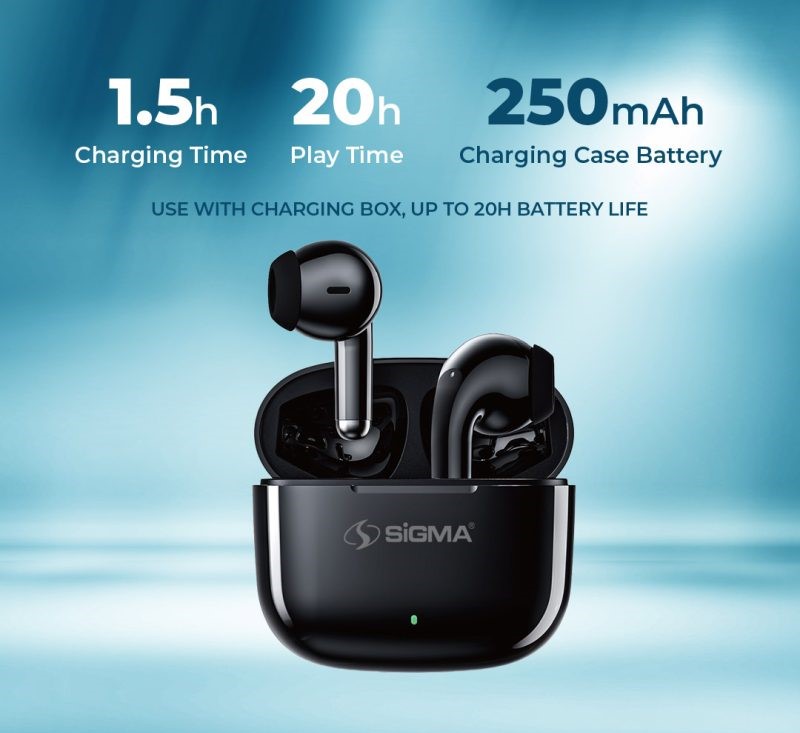 1.5h 20h 250mAh
Charging Time Play Time Charging Case Battery
USE WITH CHARGING BOX, UP TO 20H BATTERY LIFE
SiGMA®